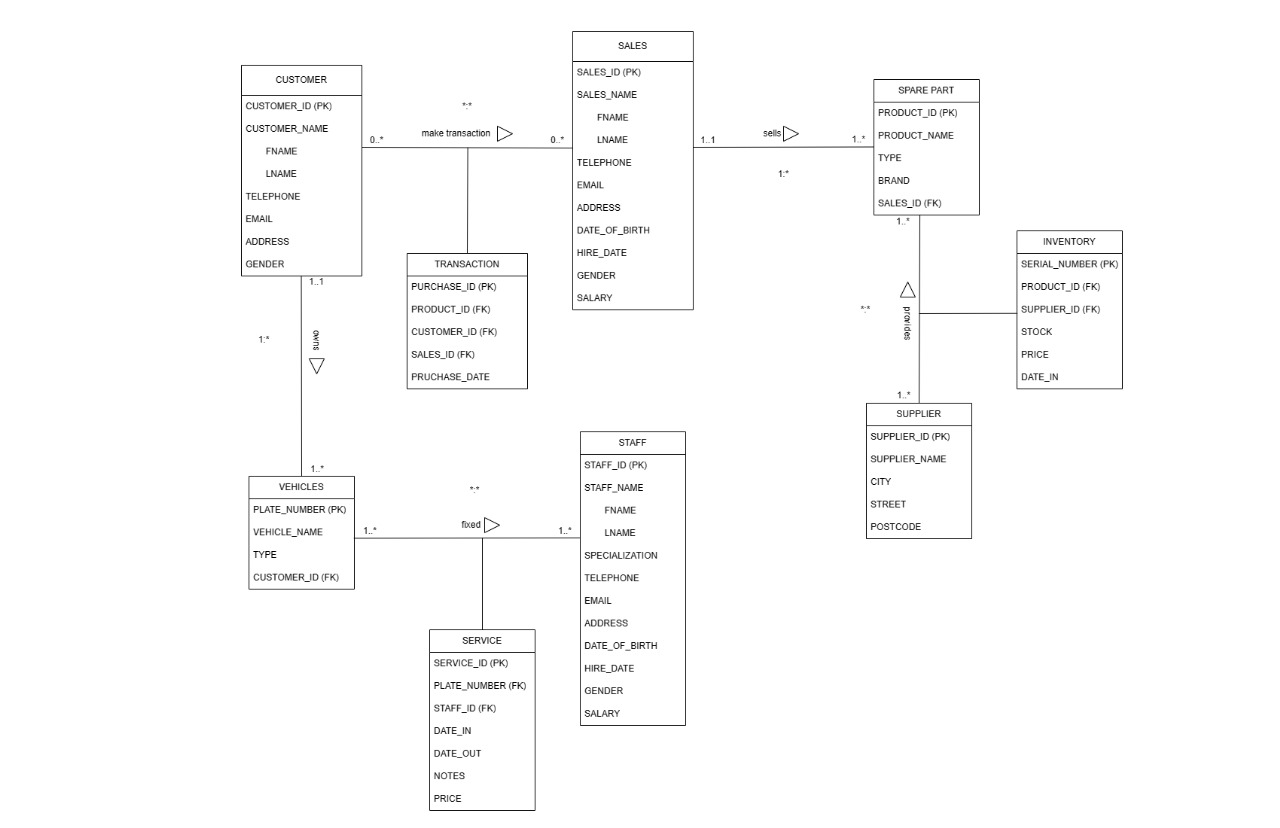 SALES
SALES_ID (PK)
SALES_NAME
FNAME
LNAME
TELEPHONE
EMAIL
ADDRESS
DATE_OF_BIRTH
HIRE_DATE
GENDER
SALARY
CUSTOMER
CUSTOMER_ID (PK)
CUSTOMER_NAME
FNAME
LNAME
TELEPHONE
EMAIL
ADDRESS
GENDER
*:*
make transaction
0..*
0..*
SPARE PART
PRODUCT_ID (PK)
PRODUCT_NAME
TYPE
BRAND
SALES_ID (FK)
sells
1..1
1..*
1:*
TRANSACTION
PURCHASE_ID (PK)
PRODUCT_ID (FK)
CUSTOMER_ID (FK)
SALES_ID (FK)
PRUCHASE_DATE
INVENTORY
SERIAL_NUMBER (PK)
PRODUCT_ID (FK)
SUPPLIER_ID (FK)
STOCK
PRICE
DATE_IN
1..*
*:*
provides
1..*
1..1
1:*
owns
1..*
SUPPLIER
SUPPLIER_ID (PK)
SUPPLIER_NAME
CITY
STREET
POSTCODE
VEHICLES
PLATE_NUMBER (PK)
VEHICLE_NAME
TYPE
CUSTOMER_ID (FK)
*:*
fixed
1..*
1..*
STAFF
STAFF_ID (PK)
STAFF_NAME
FNAME
LNAME
SPECIALIZATION
TELEPHONE
EMAIL
ADDRESS
DATE_OF_BIRTH
HIRE_DATE
GENDER
SALARY
SERVICE
SERVICE_ID (PK)
PLATE_NUMBER (FK)
STAFF_ID (FK)
DATE_IN
DATE_OUT
NOTES
PRICE